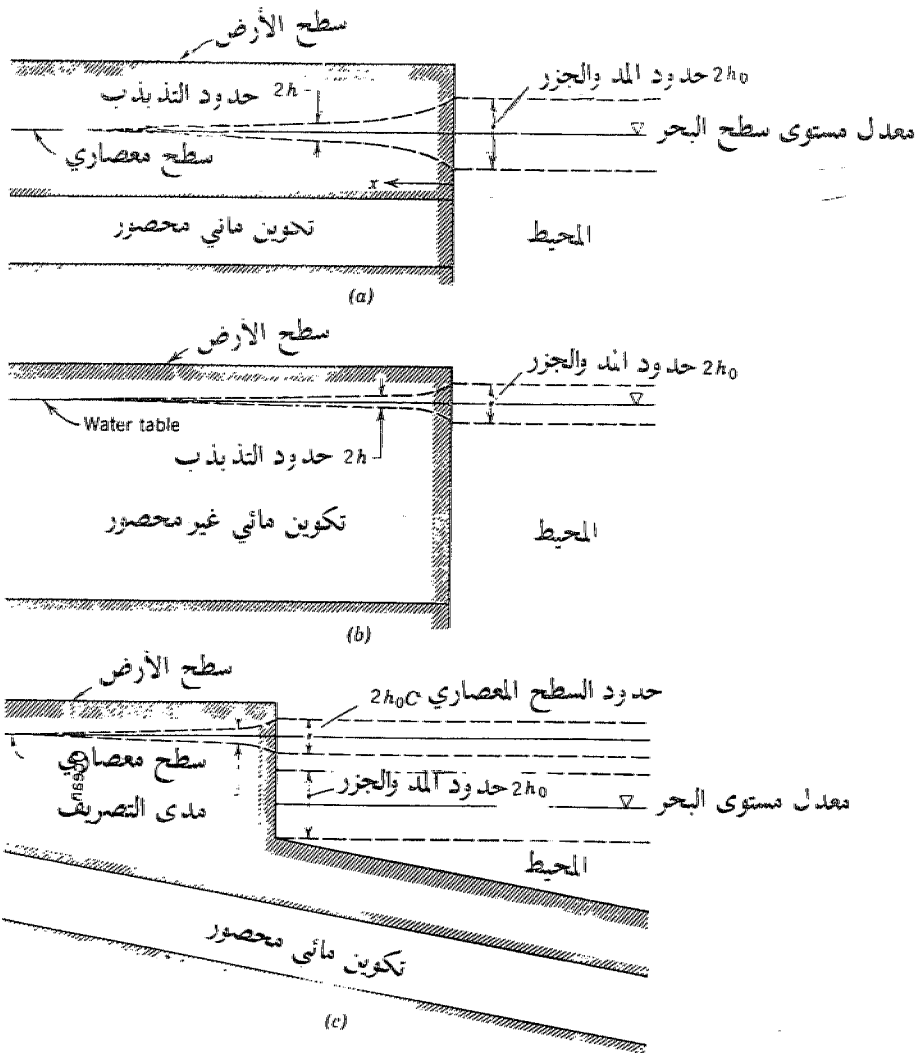 سطح الأرض
حدود المد والجزر 2h₀
حدود التذبذب 2h
معدل مستوى سطح البحر
سطح معصاري
x
تكوين مائي محصور
المحيط
(a)
سطح الأرض
حدود المد والجزر 2h₀
Water table
حدود التذبذب 2h
تكوين مائي غير محصور
المحيط
(b)
سطح الأرض
حدود السطح المعصاري 2h₀C
سطح معصاري
Ocean
حدود المد والجزر 2h₀
مدى التصريف
معدل مستوى البحر
المحيط
تكوين مائي محصور
(c)